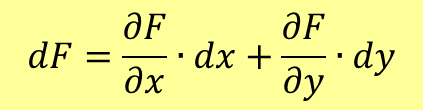 dF = ∂F/∂x · dx + ∂F/∂y · dy